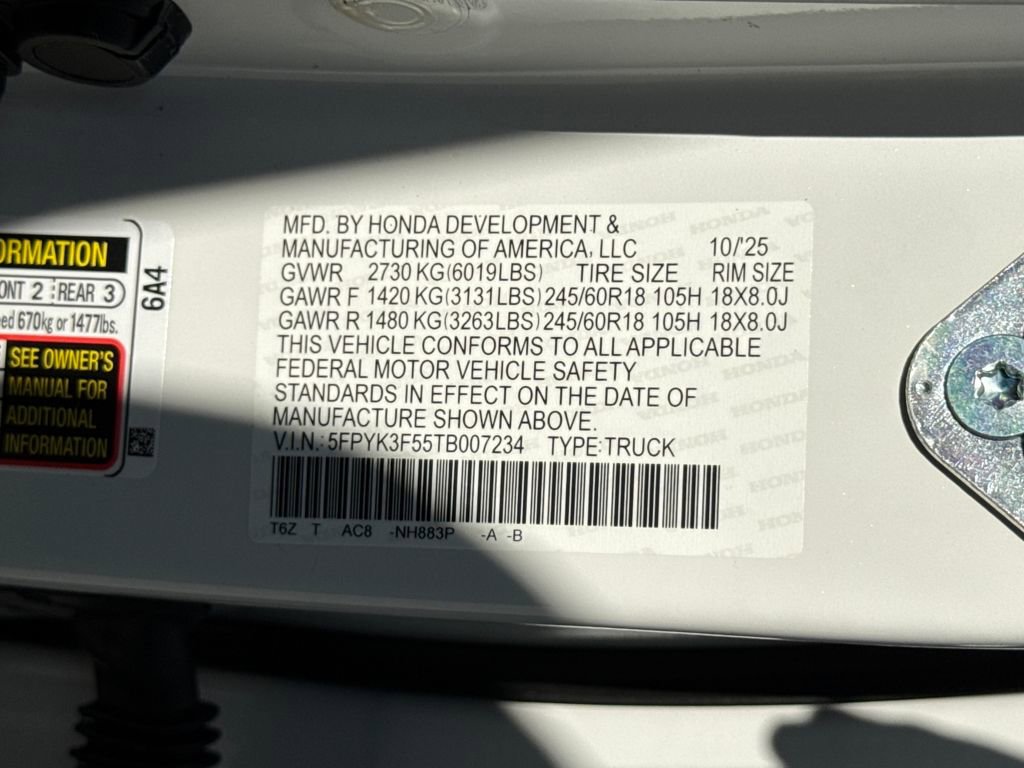 ORMATION
ONT 2 REAR 3
ed 670kg or 1477lbs.
SEE OWNER'S
MANUAL FOR
ADDITIONAL
INFORMATION
6A4
MFD. BY HONDA DEVELOPMENT &
MANUFACTURING OF AMERICA, LLC 10/'25
GVWR 2730 KG(6019LBS) TIRE SIZE RIM SIZE
GAWR F 1420 KG(3131LBS) 245/60R18 105H 18X8.0J
GAWR R 1480 KG(3263LBS) 245/60R18 105H 18X8.0J
THIS VEHICLE CONFORMS TO ALL APPLICABLE
FEDERAL MOTOR VEHICLE SAFETY
STANDARDS IN EFFECT ON THE DATE OF
MANUFACTURE SHOWN ABOVE.
V.I.N.: 5FPYK3F55TB007234 TYPE:TRUCK
T6Z T AC8 -NH883P -A -B